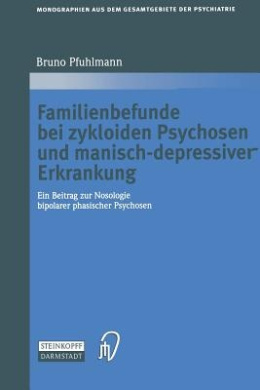 MONOGRAPHIEN AUS DEM GESAMTGEBIETE DER PSYCHIATRIE
Bruno Pfuhlmann
Familienbefunde
bei zykloiden Psychosen
und manisch-depressiver
Erkrankung
Ein Beitrag zur Nosologie
bipolarer phasischer Psychosen
STEINKOPFF
DARMSTADT